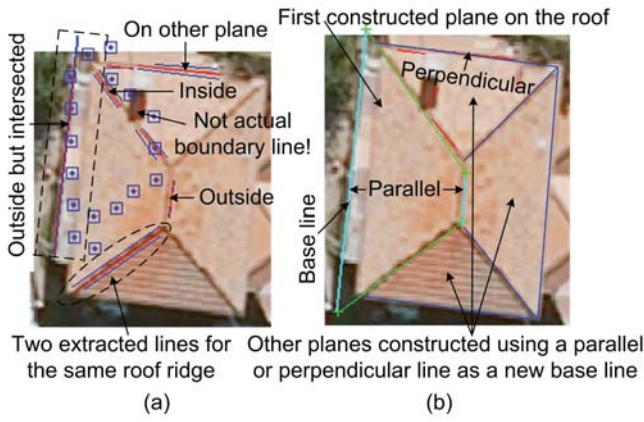 On other plane
Inside
Not actual
boundary line!
Outside but intersected
Outside
Two extracted lines for
the same roof ridge
(a)
First constructed plane on the roof
Perpendicular
Parallel
Base line
Other planes constructed using a parallel
or perpendicular line as a new base line
(b)